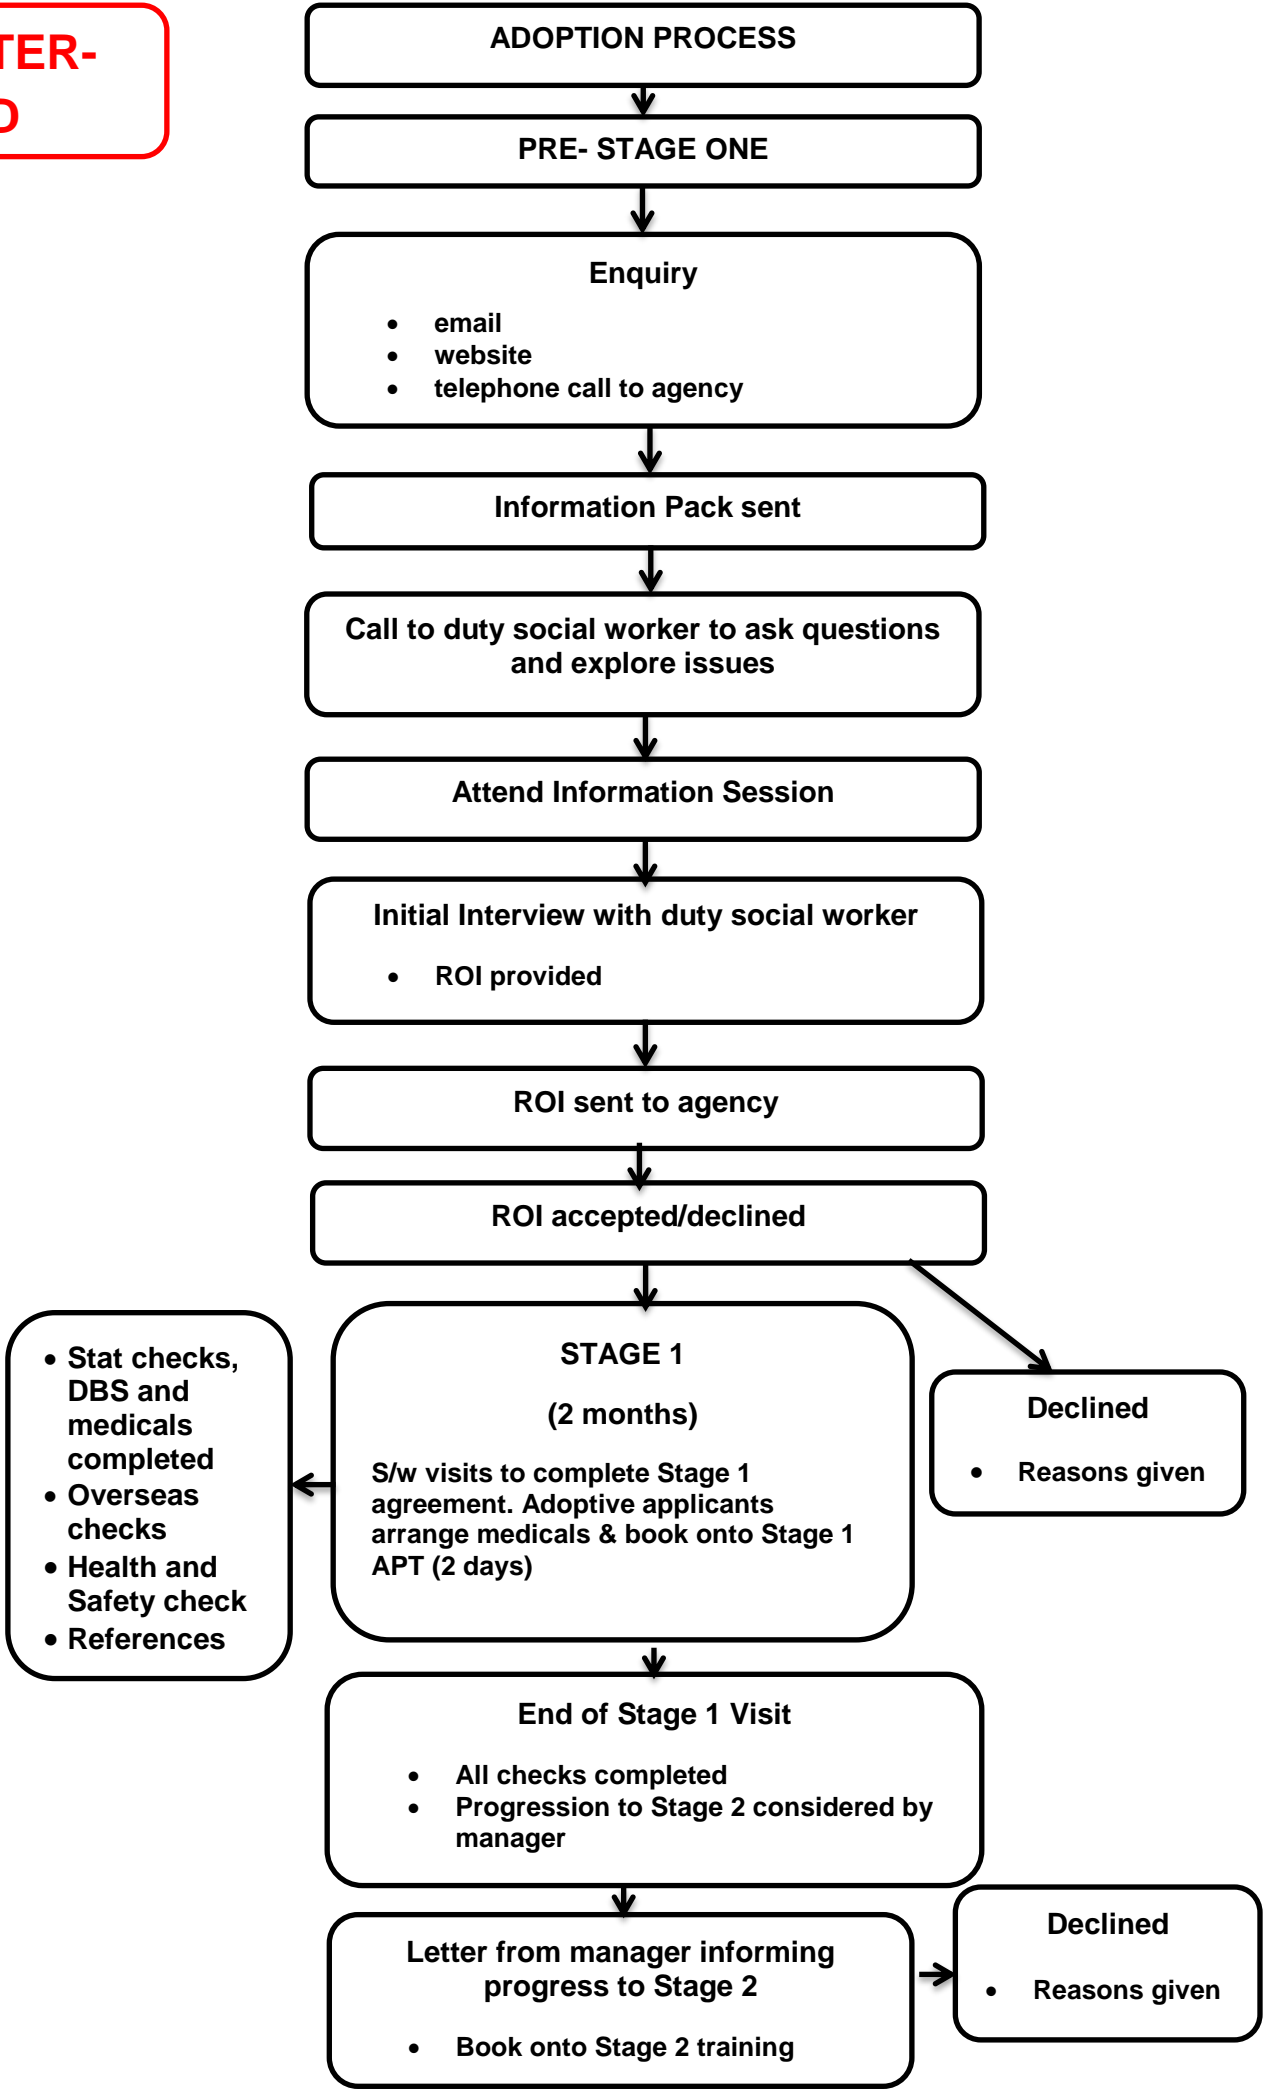 TER-
D
ADOPTION PROCESS
PRE- STAGE ONE
Enquiry
• email
• website
• telephone call to agency
Information Pack sent
Call to duty social worker to ask questions
and explore issues
Attend Information Session
Initial Interview with duty social worker
• ROI provided
ROI sent to agency
ROI accepted/declined
STAGE 1
(2 months)
S/w visits to complete Stage 1
agreement. Adoptive applicants
arrange medicals & book onto Stage 1
APT (2 days)
• Stat checks,
DBS and
medicals
completed
• Overseas
checks
• Health and
Safety check
• References
Declined
• Reasons given
End of Stage 1 Visit
• All checks completed
• Progression to Stage 2 considered by
manager
Letter from manager informing
progress to Stage 2
• Book onto Stage 2 training
Declined
• Reasons given